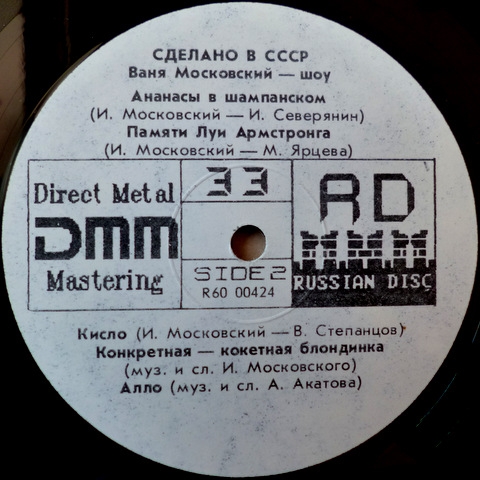 СДЕЛАНО В СССР
Ваня Московский — шоу
Ананасы в шампанском
(И. Московский — И. Северянин)
Памяти Луи Армстронга
(И. Московский — М. Ярцева)
Direct Metal
DMM
Mastering
33
SIDE 2
R60 00424
RD
RUSSIAN DISC
Кисло (И. Московский — В. Степанцов)
Конкретная — кокетная блондинка
(муз. и сл. И. Московского)
Алло (муз. и сл. А. Акатова)